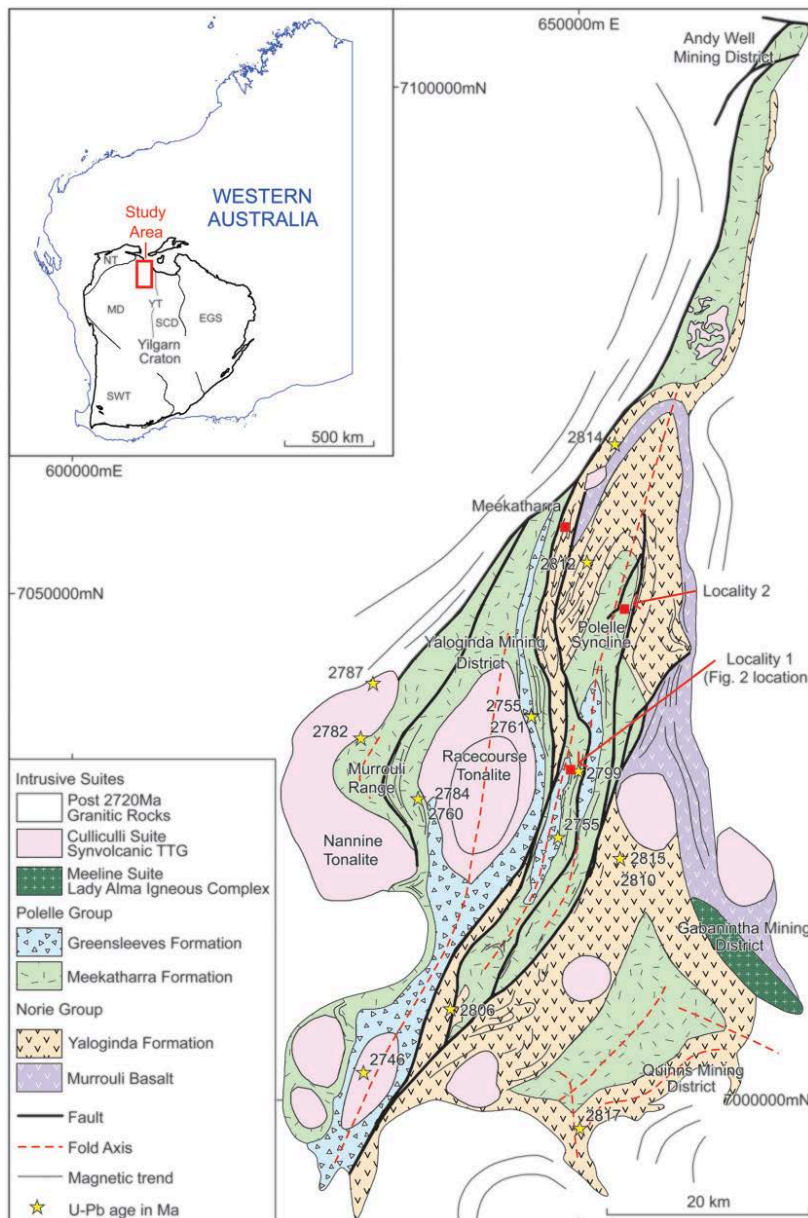 650000m E
Andy Well
Mining District
7100000mN
WESTERN
AUSTRALIA
Study
Area
NT
MD
YT
SCD
EGS
Yilgarn
Craton
SWT
500 km
600000mE
2814
Meekatharra
2812
7050000mN
Locality 2
Polelle
Syncline
Yaloginda Mining
District
Locality 1
(Fig. 2 location)
2787
2755
2761
2782
Racecourse
Tonalite
2799
Murrouli
Range
2784
2760
Nannine
Tonalite
2755
2815
2810
Gabanintha Mining
District
2806
2746
Quinns Mining
District
7000000mN
2817
20 km
Intrusive Suites
Post 2720Ma
Granitic Rocks
Culliculli Suite
Synvolcanic TTG
Meeline Suite
Lady Alma Igneous Complex
Polelle Group
Greensleeves Formation
Meekatharra Formation
Norie Group
Yaloginda Formation
Murrouli Basalt
Fault
Fold Axis
Magnetic trend
U-Pb age in Ma